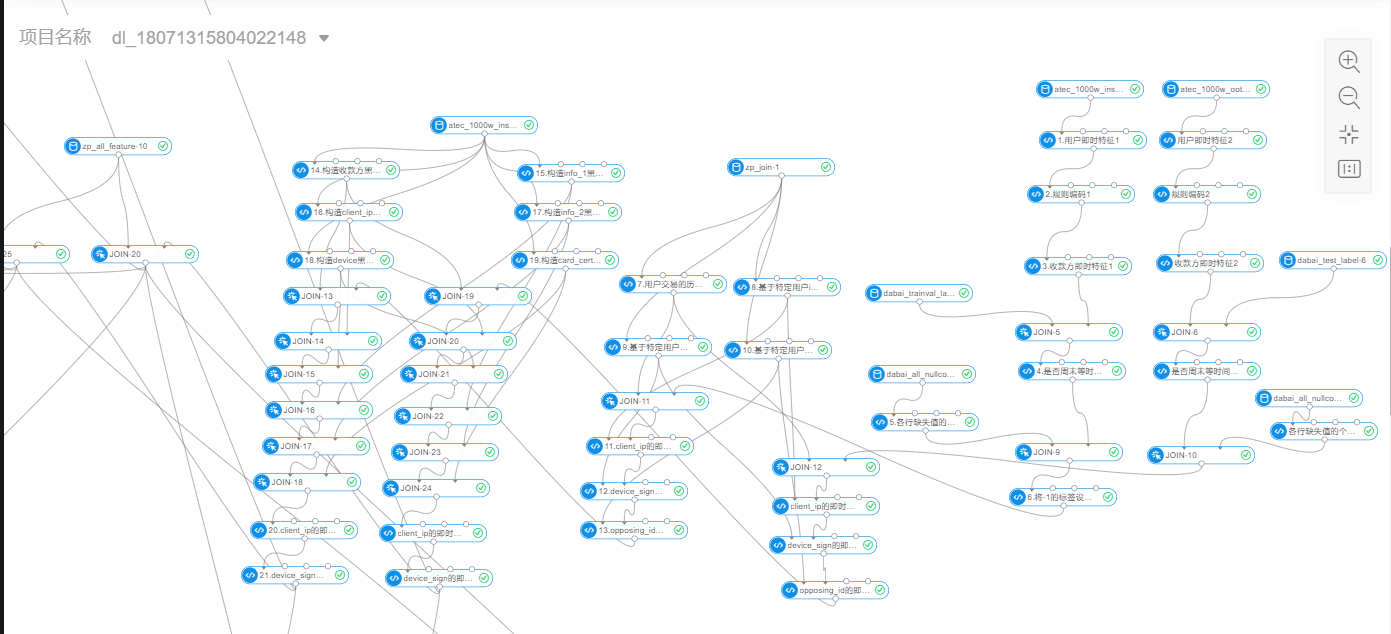 项目名称 dl_18071315804022148
atec_1000w_ins...
atec_1000w_oot...
atec_1000w_ins...
1.用户即时特征1
用户即时特征2
zp_all_feature-10
14.构造收款方黑...
15.构造info_1黑...
zp_join-1
2.规则编码1
规则编码2
16.构造client_ip...
17.构造info_2黑...
25
JOIN-20
18.构造device黑...
19.构造card_cert...
3.收款方即时特征1
收款方即时特征2
dabai_test_label-6
7.用户交易的历...
8.基于特定用户i...
JOIN-13
JOIN-19
dabai_trainval_la...
JOIN-5
JOIN-6
JOIN-14
JOIN-20
9.基于特定用户...
10.基于特定用户...
JOIN-15
JOIN-21
dabai_all_nullco...
4.是否周末等时...
是否周末等时间...
JOIN-16
JOIN-22
JOIN-11
dabai_all_nullco...
5.各行缺失值的...
各行缺失值的个...
JOIN-17
JOIN-23
11.client_ip的即...
JOIN-9
JOIN-10
JOIN-18
JOIN-24
12.device_sign...
JOIN-12
6.将-1的标签设...
20.client_ip的即...
client_ip的即时...
13.opposing_id...
client_ip的即时...
21.device_sign...
device_sign的即...
device_sign的即...
opposing_id的即...